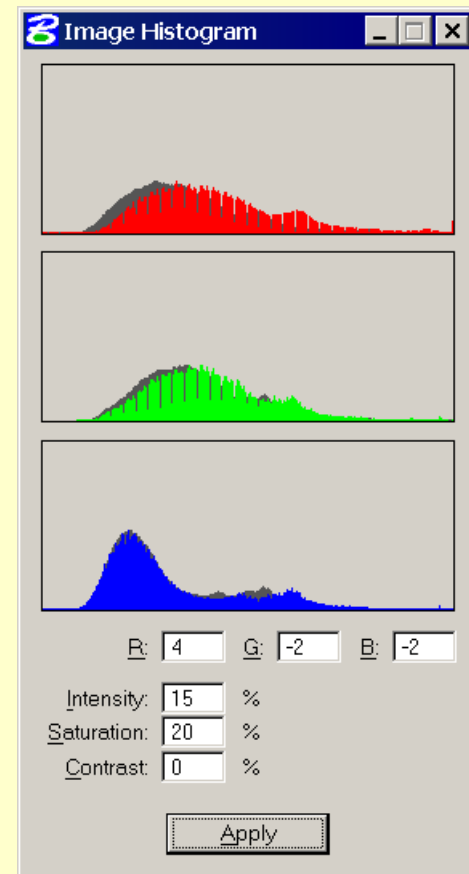 Image Histogram
R: 4 G: -2 B: -2
Intensity: 15 %
Saturation: 20 %
Contrast: 0 %
Apply